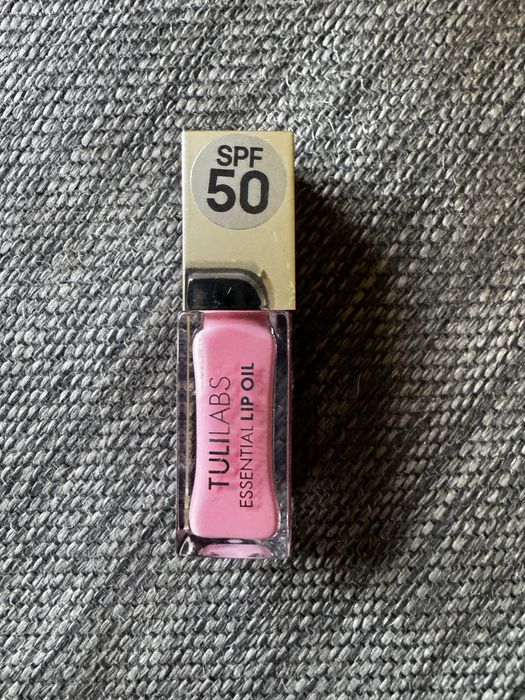 SPF
50
TULILABS
ESSENTIAL LIP OIL